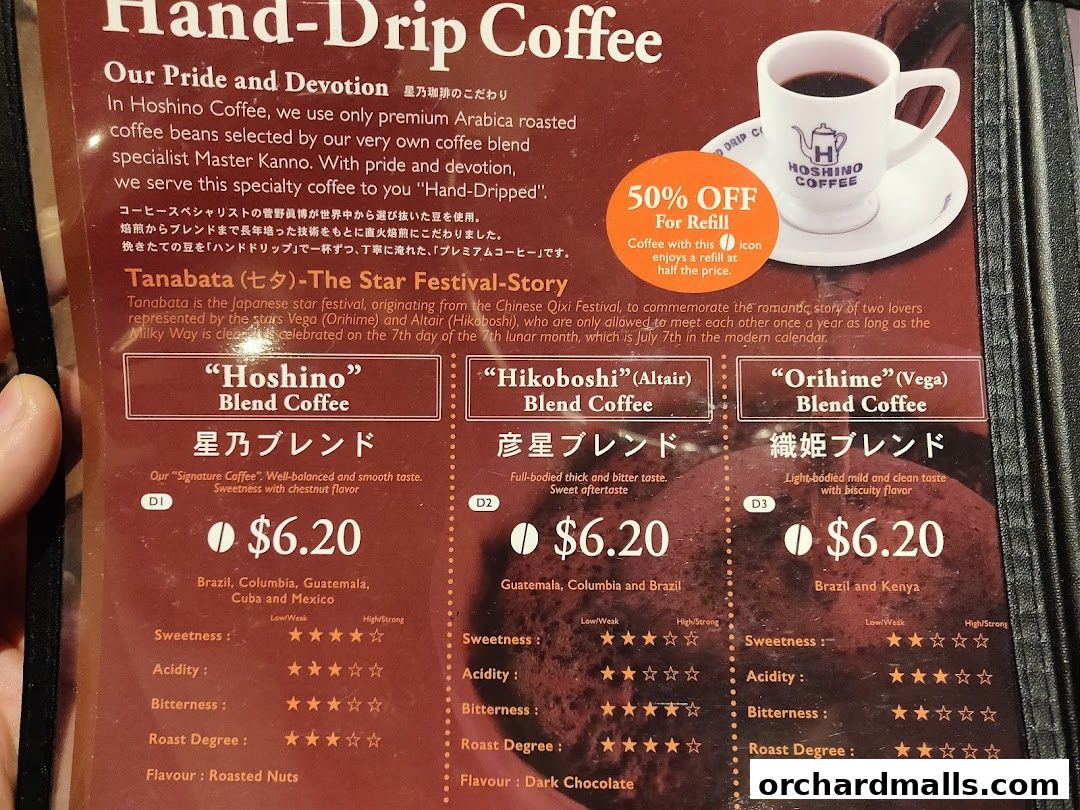 Hand-Drip Coffee
Our Pride and Devotion 星乃珈琲のこだわり
In Hoshino Coffee, we use only premium Arabica roasted
coffee beans selected by our very own coffee blend
specialist Master Kanno. With pride and devotion,
we serve this specialty coffee to you “Hand-Dripped”.
コーヒースペシャリストの菅野眞博が世界中から選び抜いた豆を使用。
焙煎からブレンドまで長年培った技術をもとに直火焙煎にこだわりました。
挽きたての豆を「ハンドドリップ」で一杯ずつ、丁寧に淹れた、「プレミアムコーヒー」です。
DRIP
H
HOSHINO
COFFEE
50% OFF
For Refill
Coffee with this icon
enjoys a refill at
half the price.
Tanabata (七夕)-The Star Festival-Story
Tanabata is the Japanese star festival, originating from the Chinese Qixi Festival, to commemorate the romantic story of two lovers
represented by the stars Vega (Orihime) and Altair (Hikoboshi), who are only allowed to meet each other once a year as long as the
Milky Way is celebrated on the 7th day of the 7th lunar month, which is July 7th in the modern calendar.
“Hoshino”
Blend Coffee
星乃ブレンド
Our “Signature Coffee”. Well-balanced and smooth taste.
Sweetness with chestnut flavor
D1
$6.20
Brazil, Columbia, Guatemala,
Cuba and Mexico
Low/Weak High/Strong
Sweetness : ★★★★☆
Acidity : ★★★☆☆
Bitterness : ★★★☆☆
Roast Degree : ★★★☆☆
Flavour : Roasted Nuts
“Hikoboshi” (Altair)
Blend Coffee
彦星ブレンド
Full-bodied thick and bitter taste.
Sweet aftertaste
D2
$6.20
Guatemala, Columbia and Brazil
Low/Weak High/Strong
Sweetness : ★★★☆☆
Acidity : ★★☆☆☆
Bitterness : ★★★★☆
Roast Degree : ★★★★☆
Flavour : Dark Chocolate
“Orihime” (Vega)
Blend Coffee
織姫ブレンド
Light-bodied mild and clean taste
with biscuity flavor
D3
$6.20
Brazil and Kenya
Low/Weak High/Strong
Sweetness : ★★☆☆☆
Acidity : ★★★☆☆
Bitterness : ★★☆☆☆
Roast Degree : ★★☆☆☆
orchardmalls.com